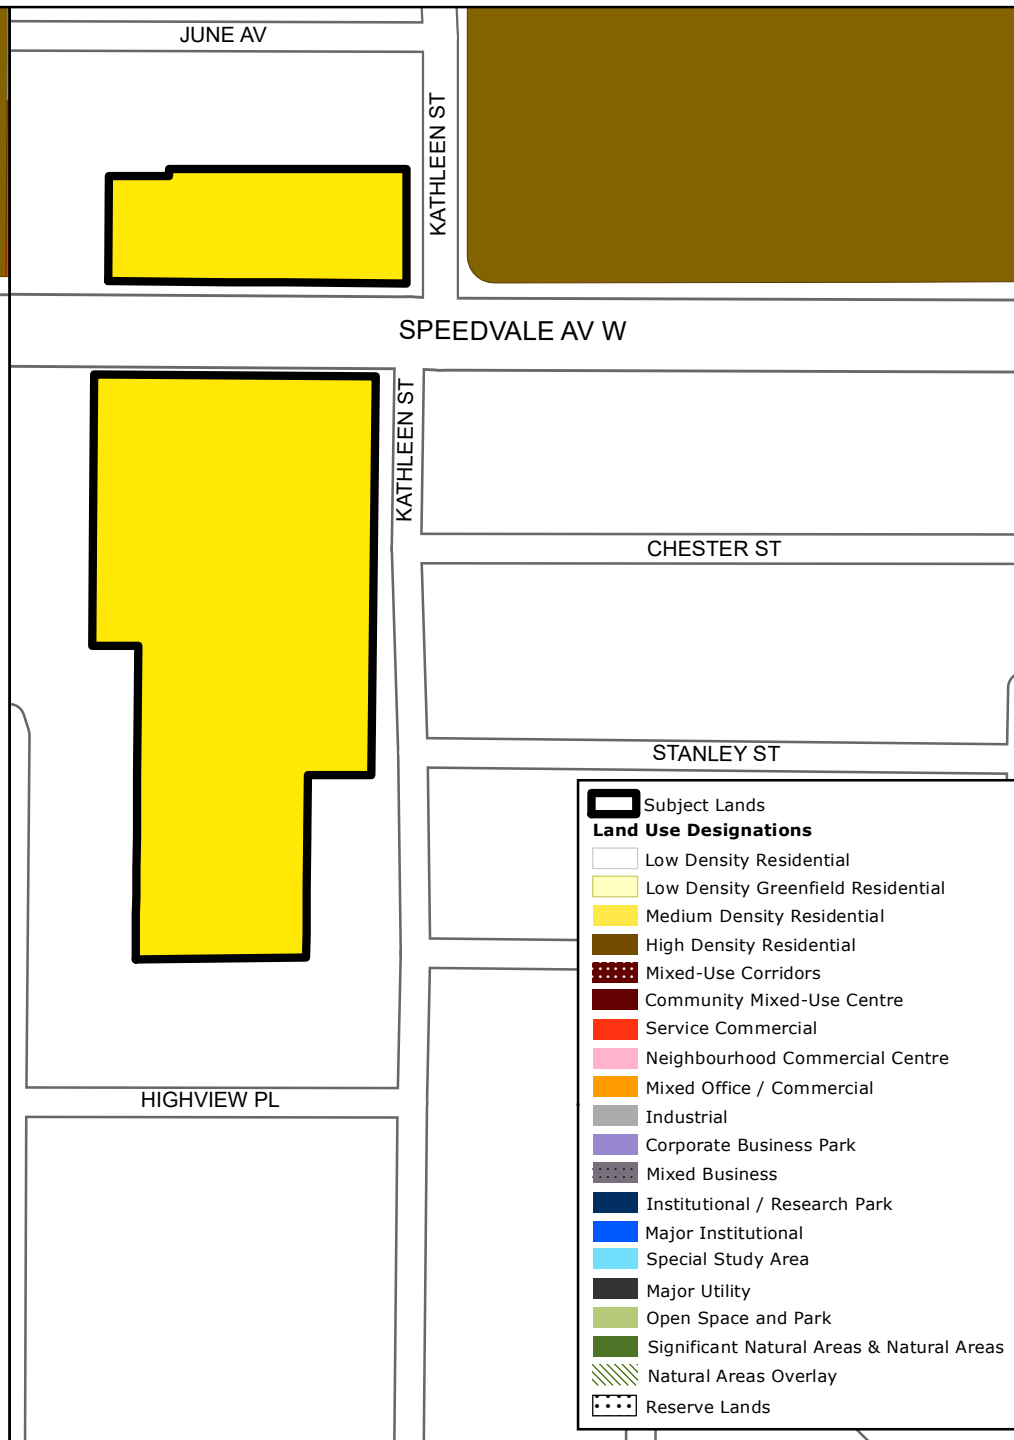 JUNE AV
KATHLEEN ST
SPEEDVALE AV W
KATHLEEN ST
CHESTER ST
STANLEY ST
HIGHVIEW PL
Subject Lands
Land Use Designations
Low Density Residential
Low Density Greenfield Residential
Medium Density Residential
High Density Residential
Mixed-Use Corridors
Community Mixed-Use Centre
Service Commercial
Neighbourhood Commercial Centre
Mixed Office / Commercial
Industrial
Corporate Business Park
Mixed Business
Institutional / Research Park
Major Institutional
Special Study Area
Major Utility
Open Space and Park
Significant Natural Areas & Natural Areas
Natural Areas Overlay
Reserve Lands